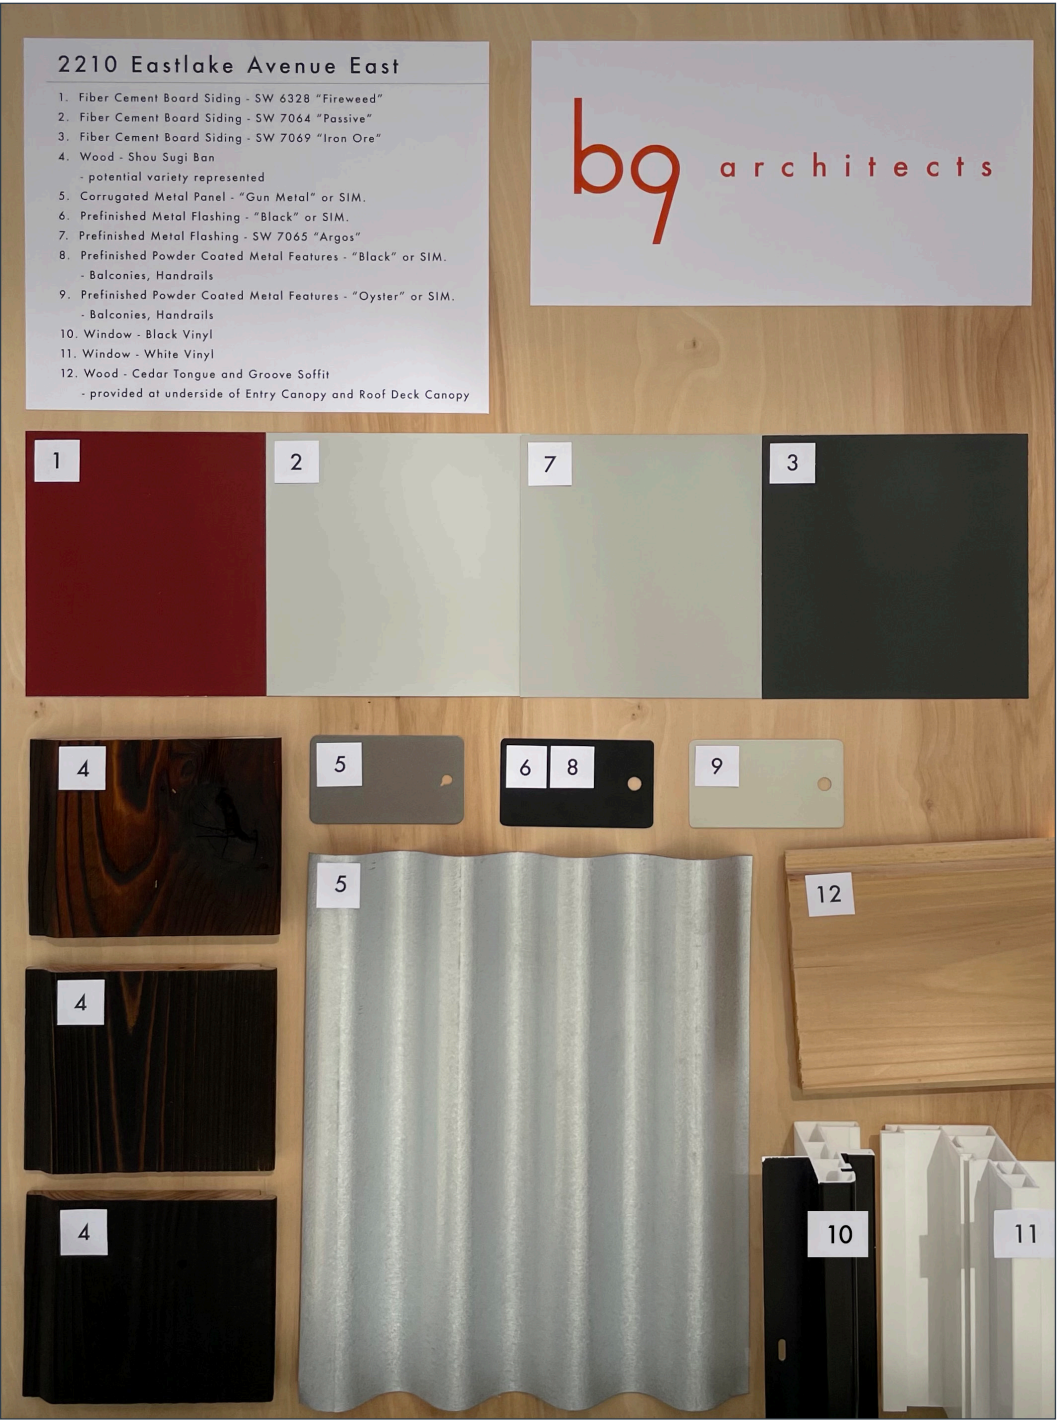 2210 Eastlake Avenue East
1. Fiber Cement Board Siding - SW 6328 “Fireweed”
2. Fiber Cement Board Siding - SW 7064 “Passive”
3. Fiber Cement Board Siding - SW 7069 “Iron Ore”
4. Wood - Shou Sugi Ban
- potential variety represented
5. Corrugated Metal Panel - “Gun Metal” or SIM.
6. Prefinished Metal Flashing - “Black” or SIM.
7. Prefinished Metal Flashing - SW 7065 “Argos”
8. Prefinished Powder Coated Metal Features - “Black” or SIM.
- Balconies, Handrails
9. Prefinished Powder Coated Metal Features - “Oyster” or SIM.
- Balconies, Handrails
10. Window - Black Vinyl
11. Window - White Vinyl
12. Wood - Cedar Tongue and Groove Soffit
- provided at underside of Entry Canopy and Roof Deck Canopy
b9 architects
1
2
7
3
4
5
6
8
9
5
12
4
4
10
11